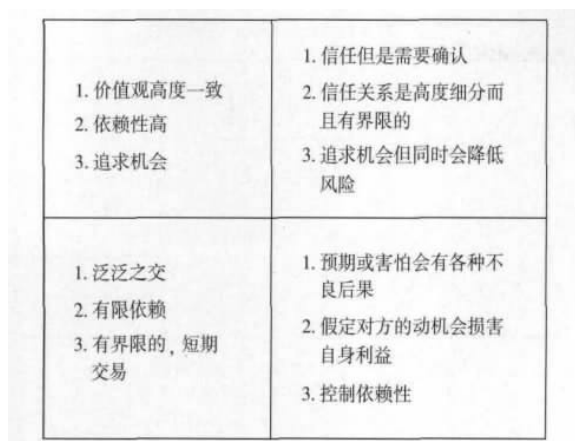 1. 价值观高度一致
2. 依赖性高
3. 追求机会
1. 信任但是需要确认
2. 信任关系是高度细分而
且有界限的
3. 追求机会但同时会降低
风险
1. 泛泛之交
2. 有限依赖
3. 有界限的，短期
交易
1. 预期或害怕会有各种不
良后果
2. 假定对方的动机会损害
自身利益
3. 控制依赖性